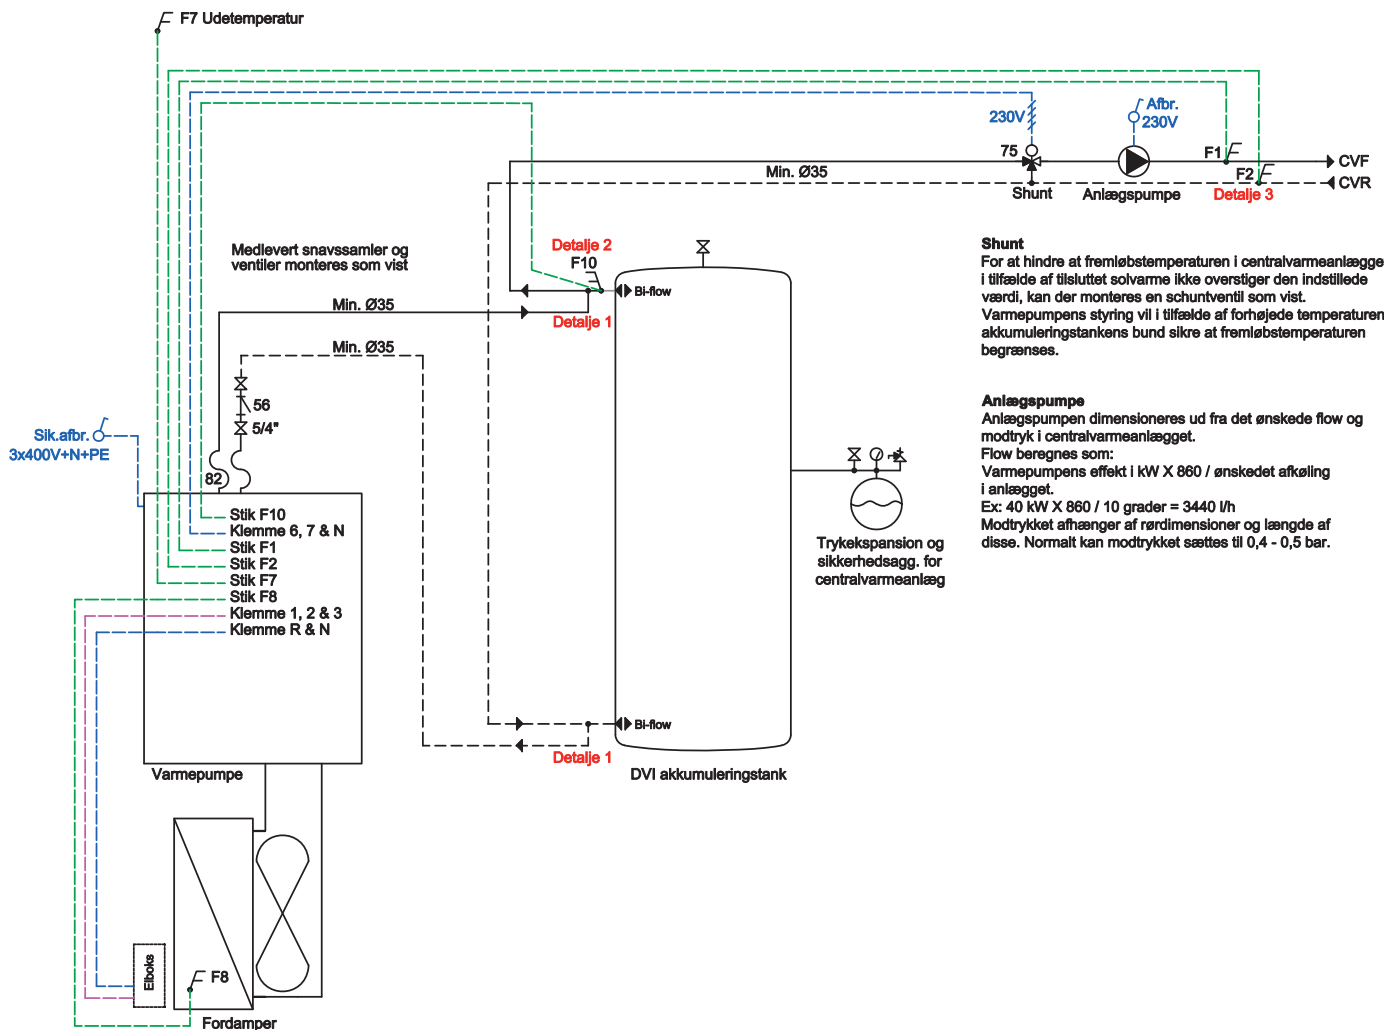 F7 Udetemperatur
230V
Afbr.
230V
75
F1
CVF
Min. Ø35
F2
CVR
Shunt
Anlægspumpe
Detalje 3
Medlevert snavssamler og
ventiler monteres som vist
Detalje 2
F10
Bi-flow
Min. Ø35
Detalje 1
Min. Ø35
56
5/4"
Sik.afbr.
3x400V+N+PE
82
Stik F10
Klemme 6, 7 & N
Stik F1
Stik F2
Stik F7
Stik F8
Klemme 1, 2 & 3
Klemme R & N
Varmepumpe
Bi-flow
Detalje 1
DVI akkumuleringstank
Trykekspansion og
sikkerhedsagg. for
centralvarmeanlæg
Shunt
For at hindre at fremløbstemperaturen i centralvarmeanlægge
i tilfælde af tilsluttet solvarme ikke overstiger den indstillede
værdi, kan der monteres en schuntventil som vist.
Varmepumpens styring vil i tilfælde af forhøjede temperaturen
akkumuleringstankens bund sikre at fremløbstemperaturen
begrænses.
Anlægspumpe
Anlægspumpen dimensioneres ud fra det ønskede flow og
modtryk i centralvarmeanlægget.
Flow beregnes som:
Varmepumpens effekt i kW X 860 / ønskedet afkøling
i anlægget.
Ex: 40 kW X 860 / 10 grader = 3440 l/h
Modtrykket afhænger af rørdimensioner og længde af
disse. Normalt kan modtrykket sættes til 0,4 - 0,5 bar.
Elboks
F8
Fordamper